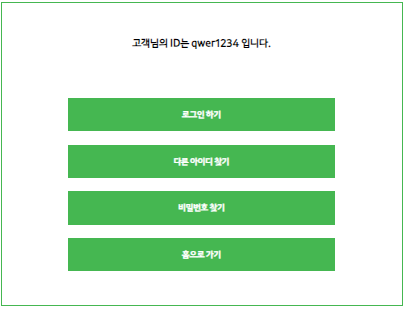 고객님의 ID는 qwer1234 입니다.
로그인 하기
다른 아이디 찾기
비밀번호 찾기
홈으로 가기